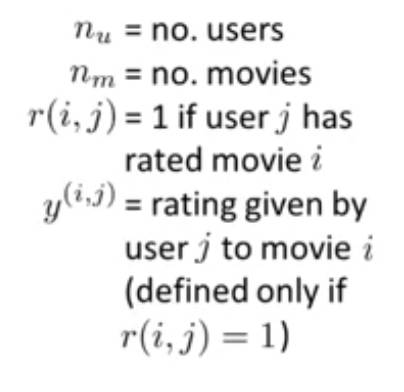 n_u = no. users
n_m = no. movies
r(i, j) = 1 if user j has
rated movie i
y^(i,j) = rating given by
user j to movie i
(defined only if
r(i, j) = 1)